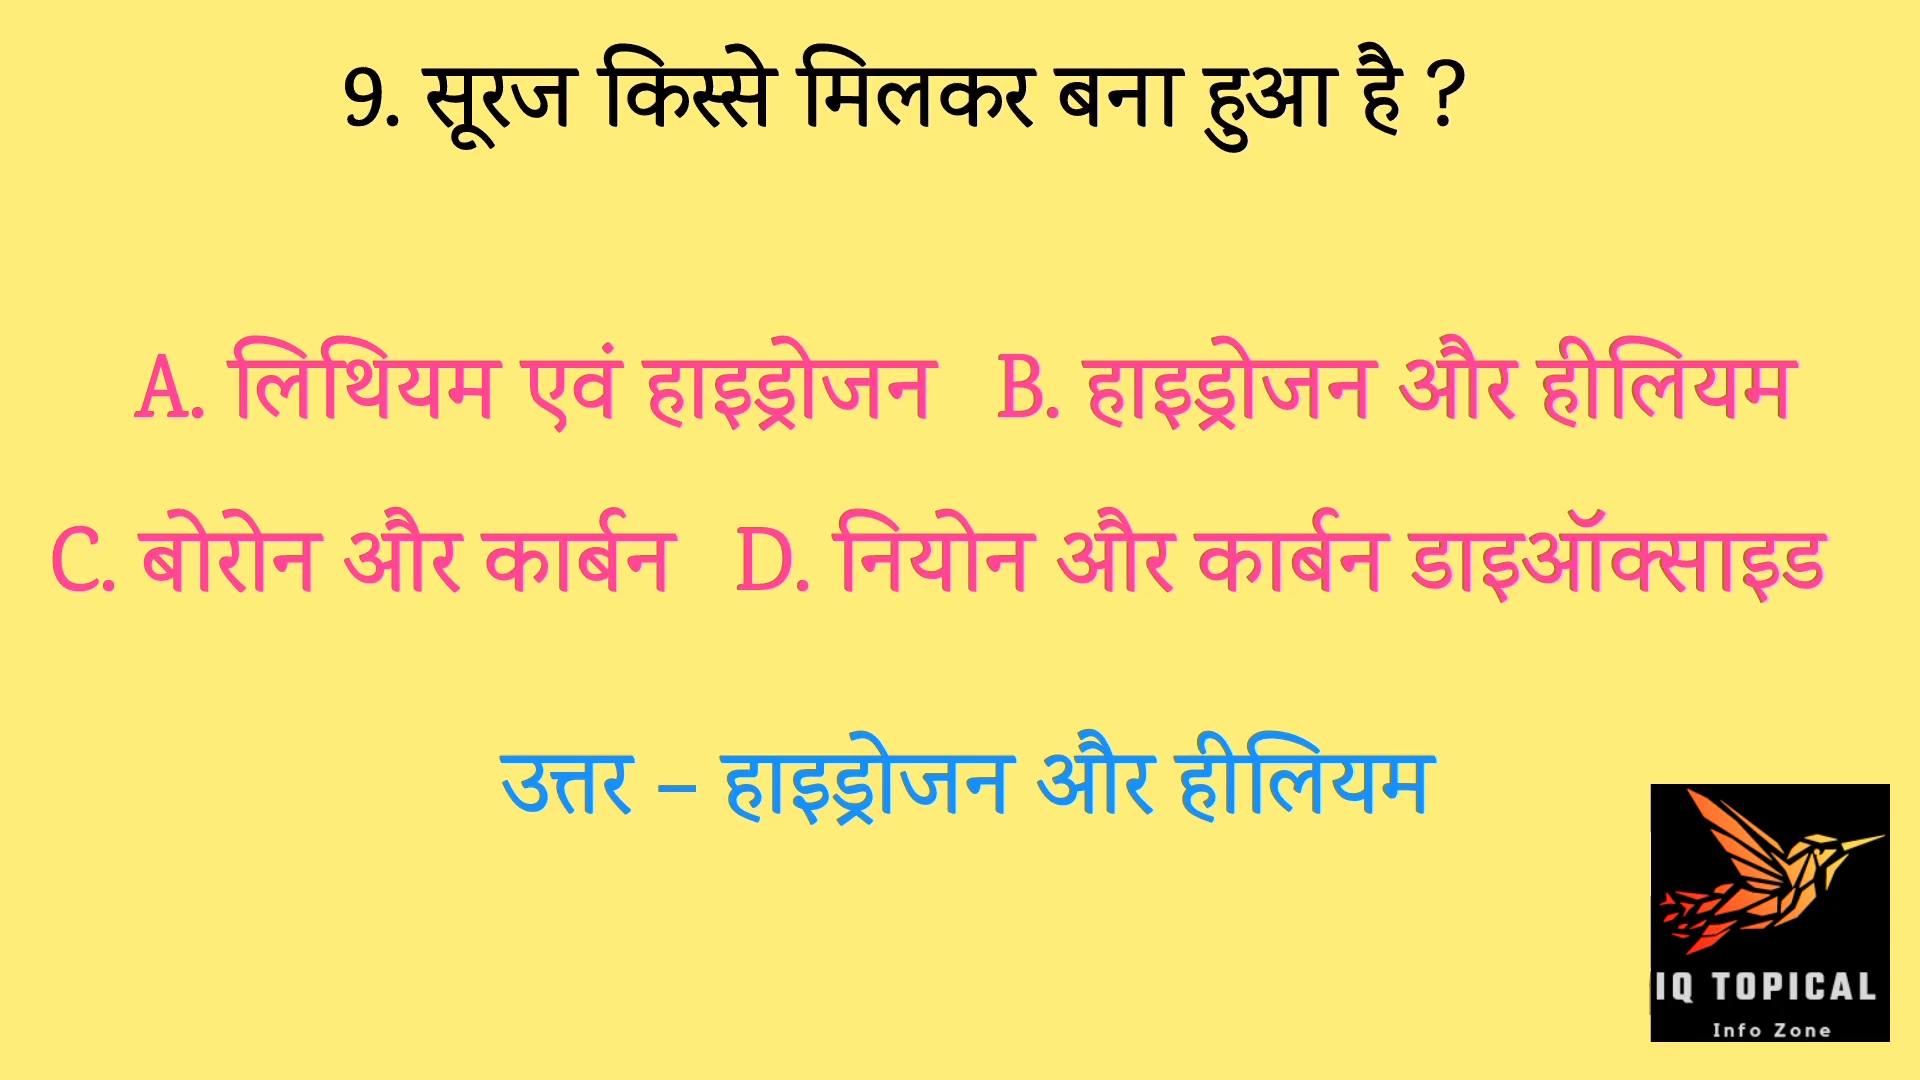 9. सूरज किस्से मिलकर बना हुआ है ?
A. लिथियम एवं हाइड्रोजन B. हाइड्रोजन और हीलियम
C. बोरोन और कार्बन D. नियोन और कार्बन डाइऑक्साइड
उत्तर – हाइड्रोजन और हीलियम
IQ TOPICAL
Info Zone